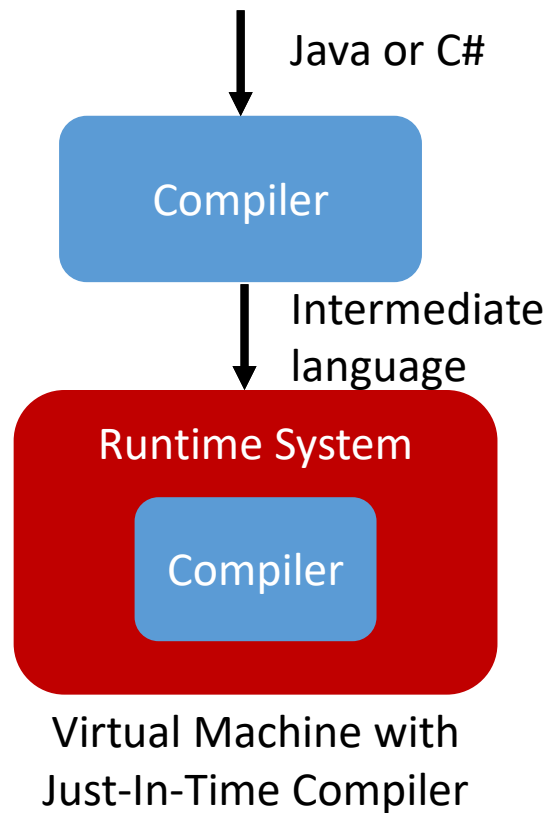 Java or C#
Compiler
Intermediate
language
Runtime System
Compiler
Virtual Machine with
Just-In-Time Compiler